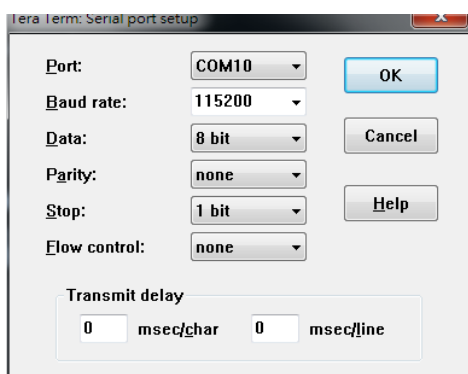 Tera Term: Serial port setup
Port: COM10
OK
Baud rate: 115200
Data: 8 bit
Cancel
Parity: none
Stop: 1 bit
Help
Flow control: none
Transmit delay
0 msec/char 0 msec/line